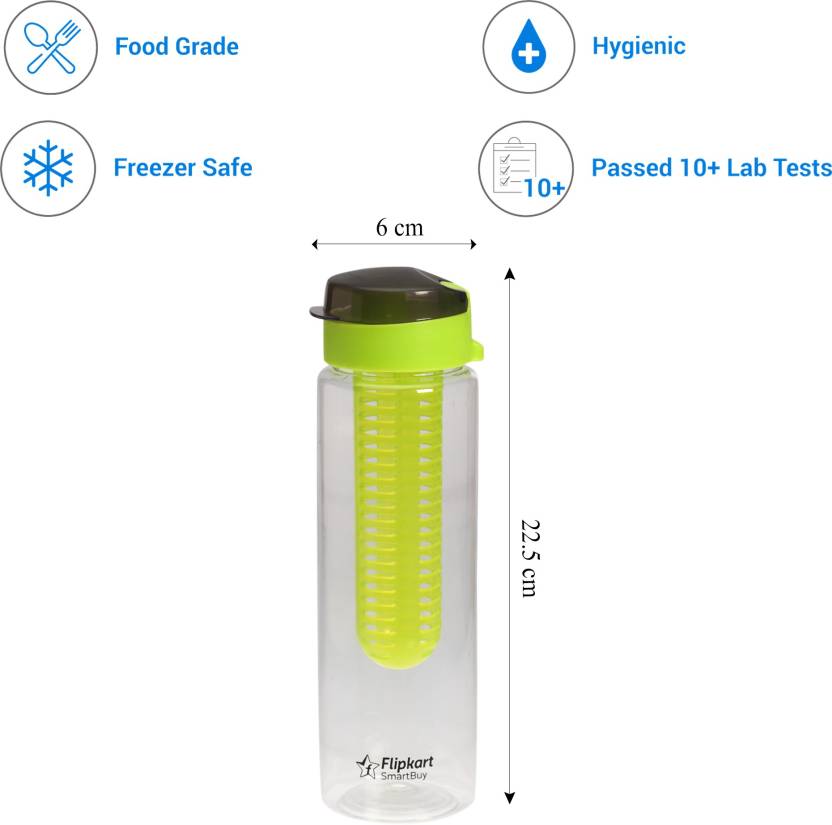 Food Grade
Hygienic
Freezer Safe
10+
Passed 10+ Lab Tests
6 cm
22.5 cm
Flipkart
SmartBuy